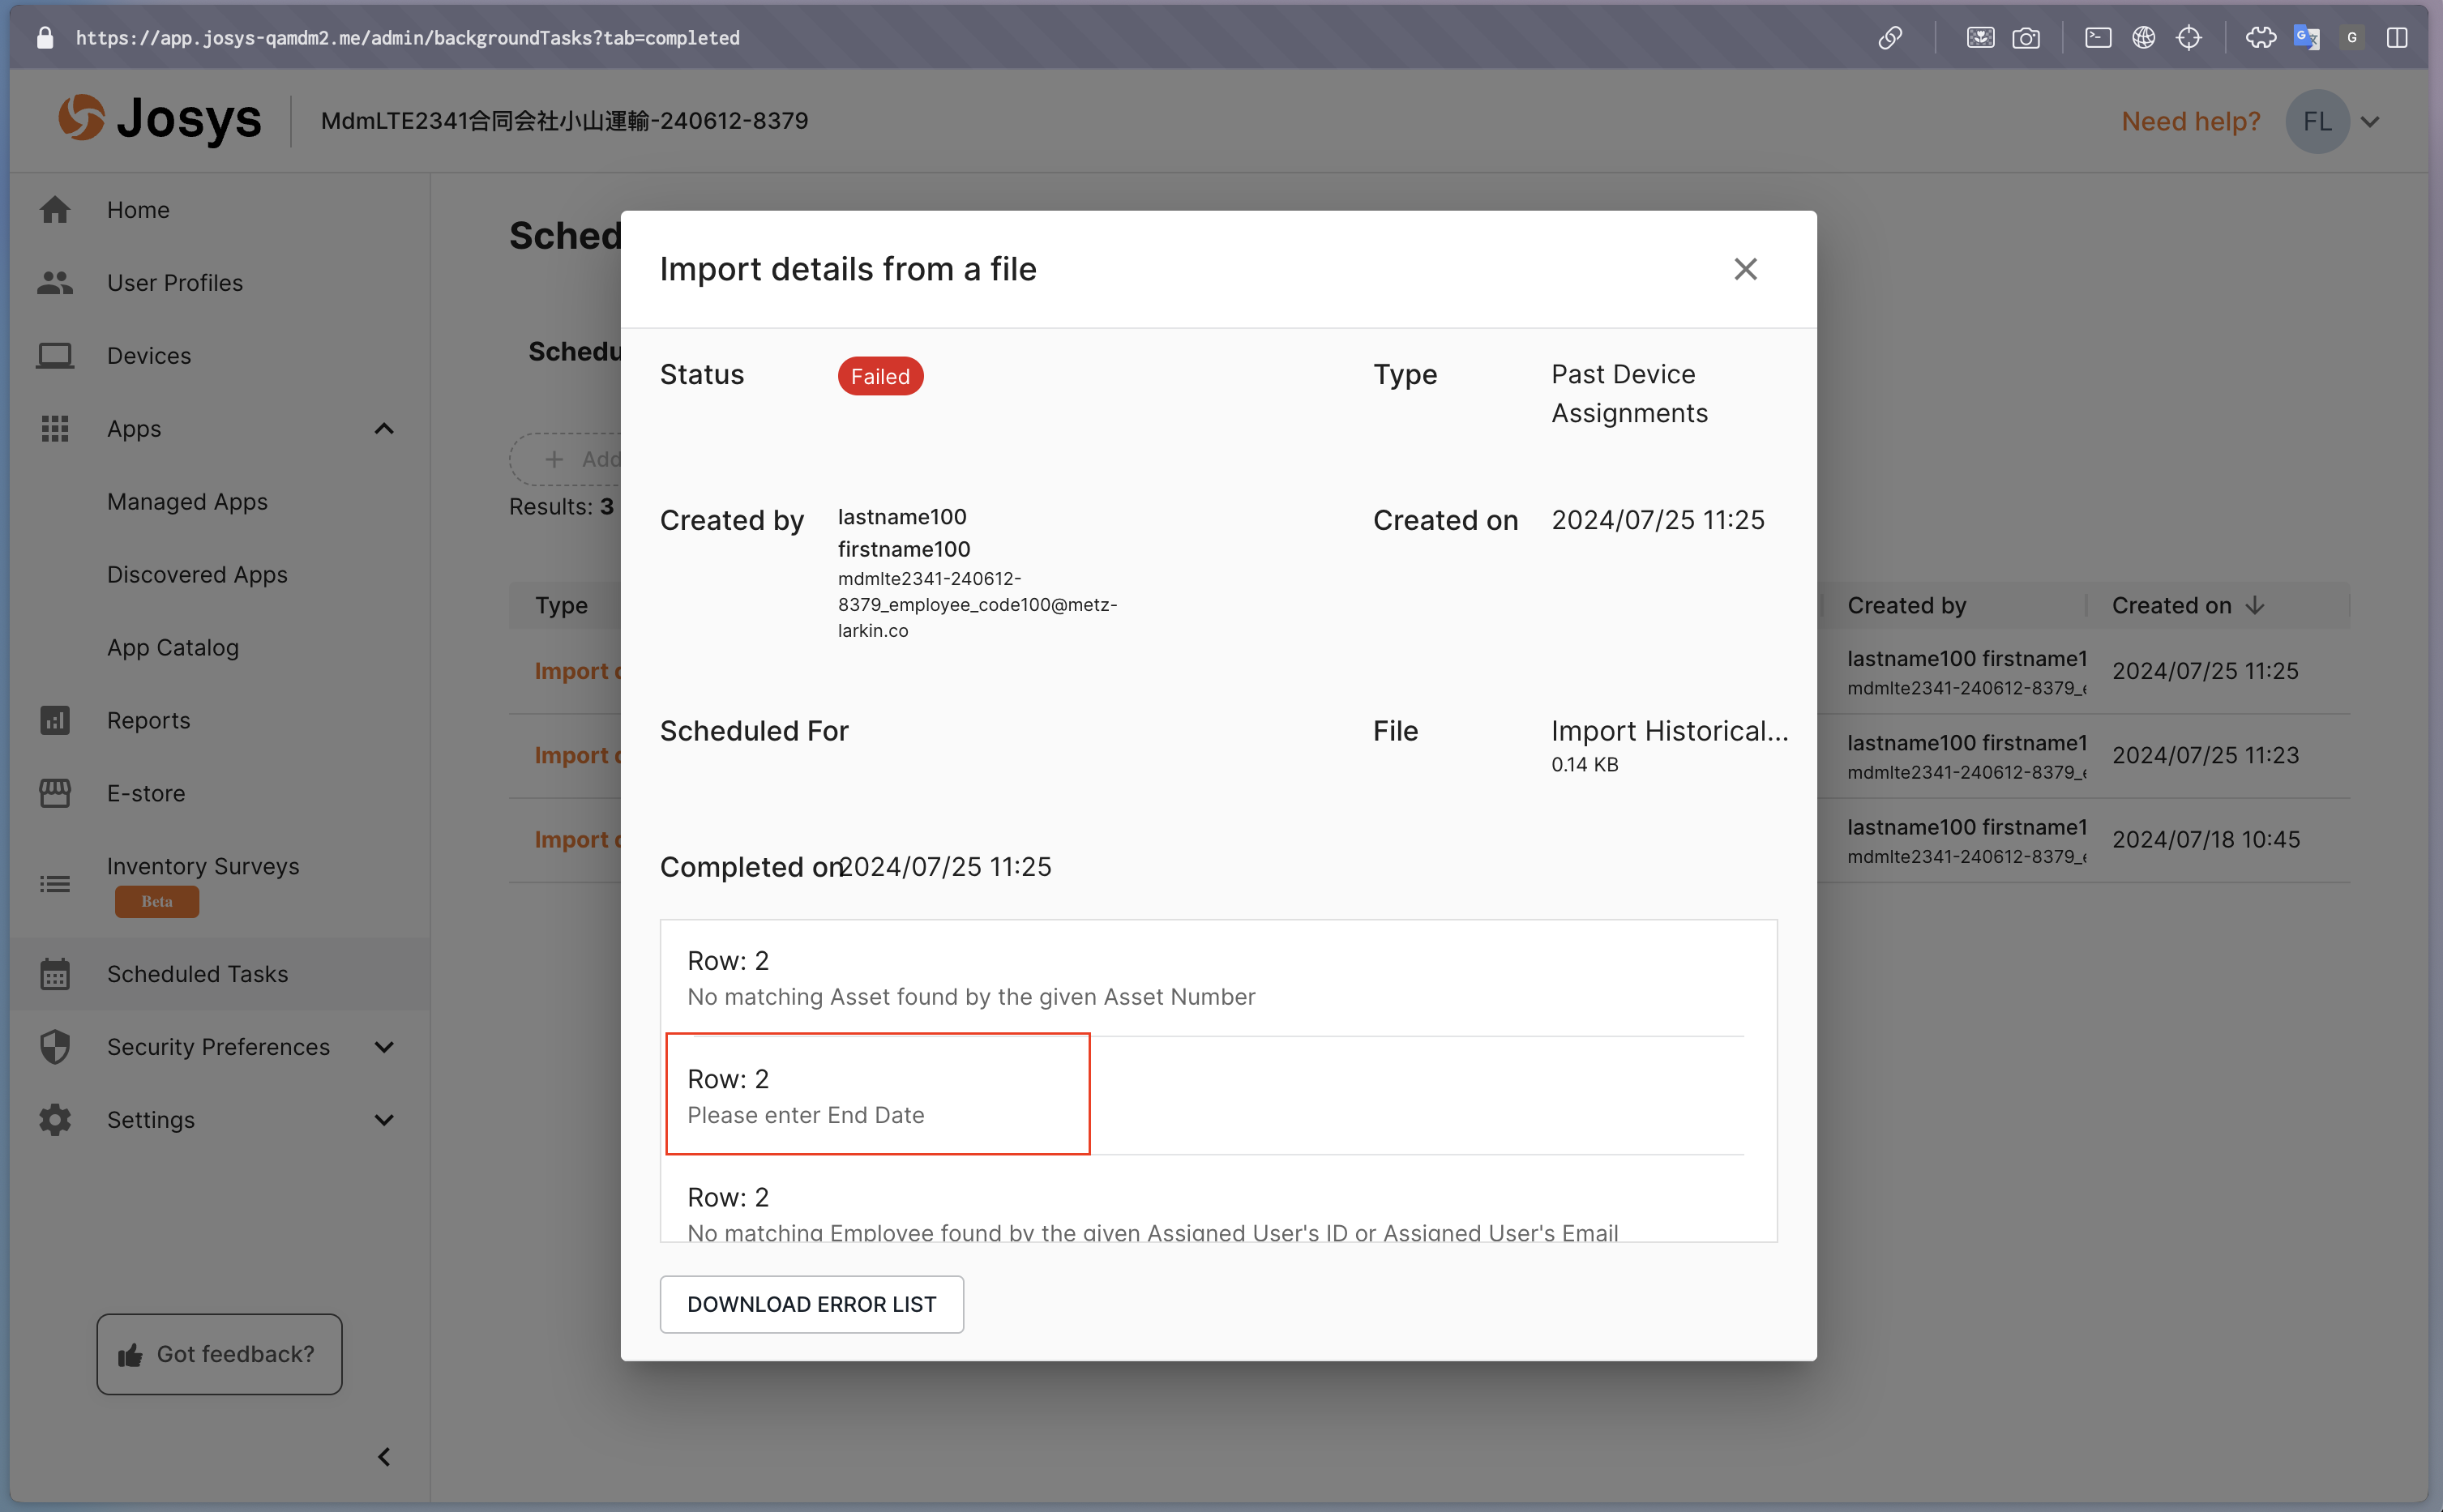 https://app.josys-qamdm2.me/admin/backgroundTasks?tab=completed
G
Josys
MdmLTE2341合同会社小山運輸-240612-8379
Need help?
FL
Home
User Profiles
Devices
Apps
Managed Apps
Discovered Apps
App Catalog
Reports
E-store
Inventory Surveys
Beta
Scheduled Tasks
Security Preferences
Settings
Got feedback?
Sched
Schedu
+ Add
Results: 3
Type
Created by
Created on
Import
lastname100 firstname1
mdmlte2341-240612-8379_
2024/07/25 11:25
Import
lastname100 firstname1
mdmlte2341-240612-8379_
2024/07/25 11:23
Import
lastname100 firstname1
mdmlte2341-240612-8379_
2024/07/18 10:45
Import details from a file
Status
Failed
Type
Past Device
Assignments
Created by
lastname100
firstname100
mdmlte2341-240612-
8379_employee_code100@metz-
larkin.co
Created on
2024/07/25 11:25
Scheduled For
File
Import Historical...
0.14 KB
Completed on
2024/07/25 11:25
Row: 2
No matching Asset found by the given Asset Number
Row: 2
Please enter End Date
Row: 2
No matching Employee found by the given Assigned User's ID or Assigned User's Email
DOWNLOAD ERROR LIST